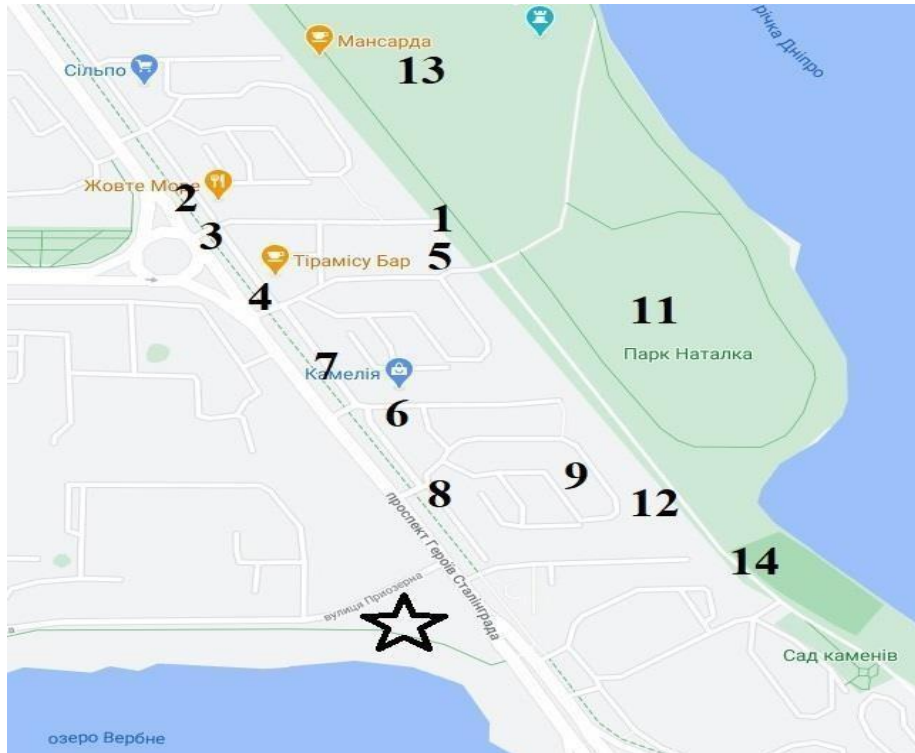 Мансарда
13
Сільпо
річка Дніпро
Жовте Море
2
3
1
5
Тірамісу Бар
4
11
Парк Наталка
7
Камелія
6
9
8
12
проспект Героїв Сталінграда
14
вулиця Приозерна
Сад каменів
озеро Вербне